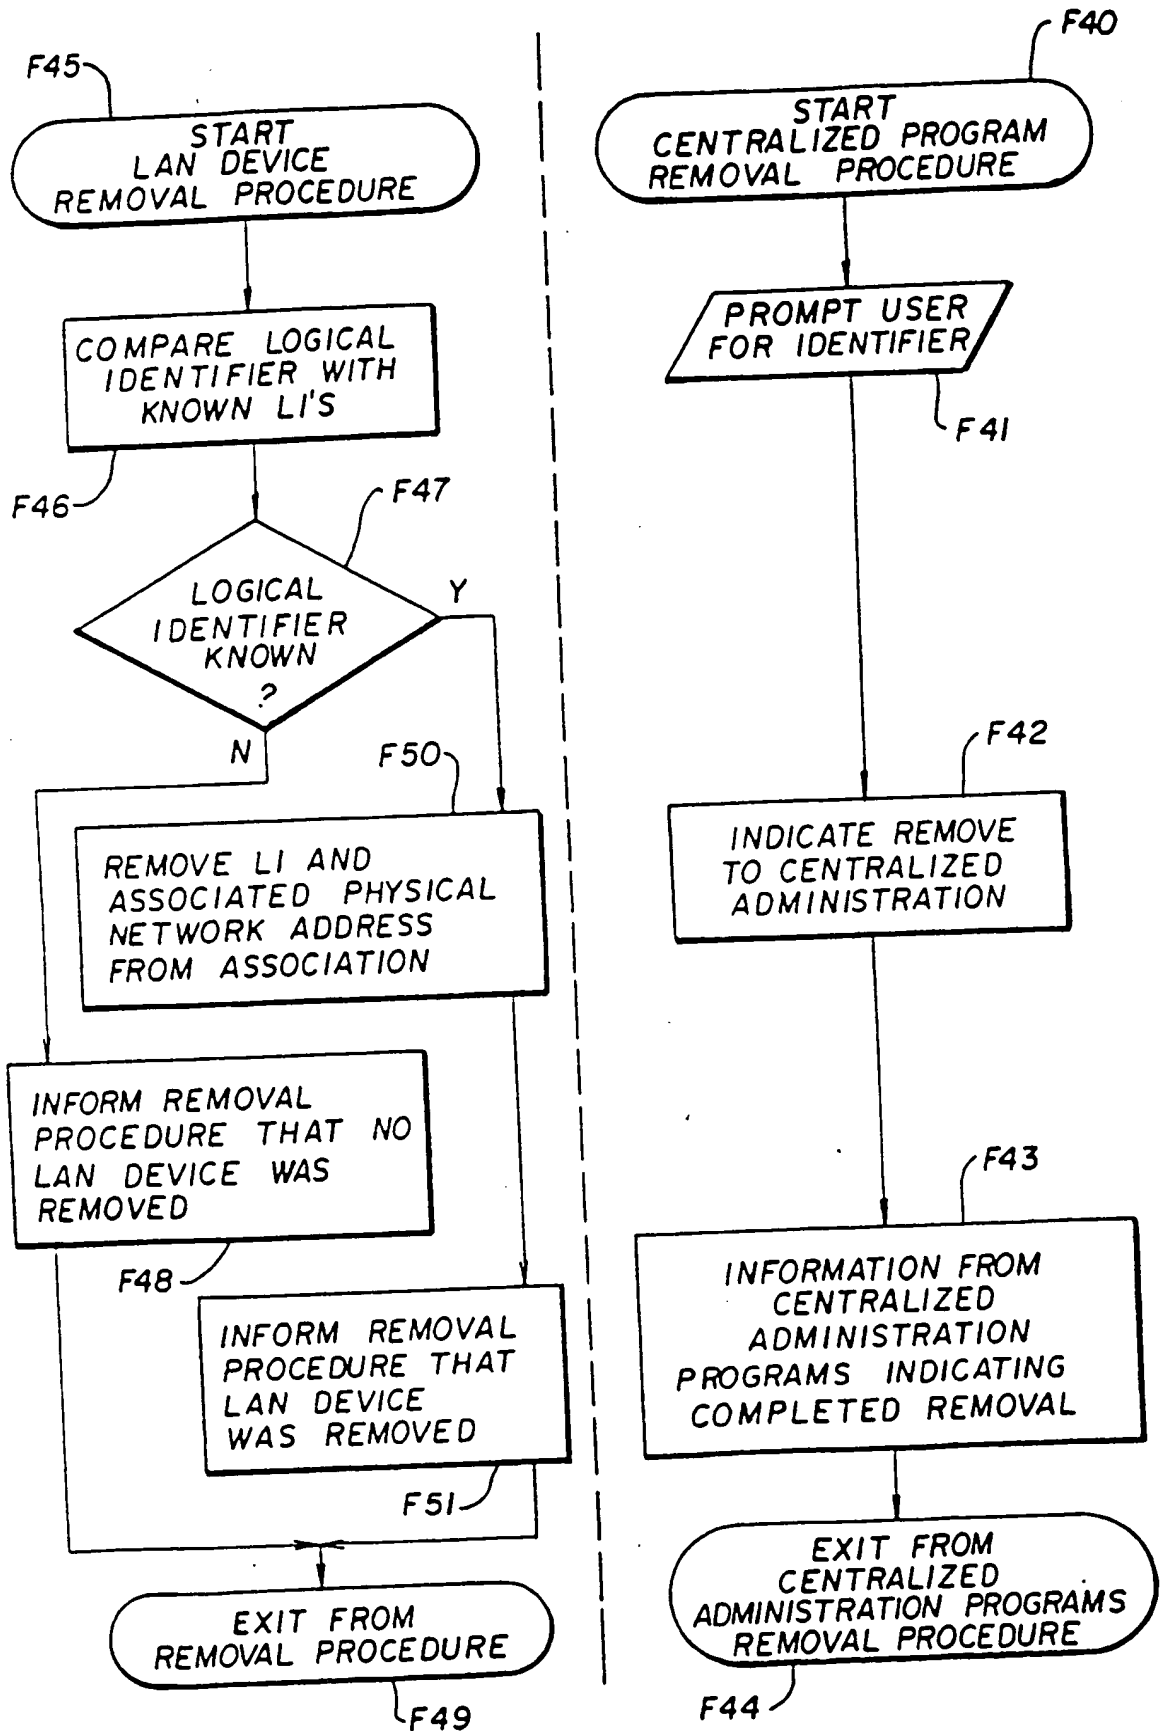 F45
START
LAN DEVICE
REMOVAL PROCEDURE
COMPARE LOGICAL
IDENTIFIER WITH
KNOWN LI'S
F46
F47
LOGICAL
IDENTIFIER
KNOWN
?
Y
N
F50
REMOVE LI AND
ASSOCIATED PHYSICAL
NETWORK ADDRESS
FROM ASSOCIATION
INFORM REMOVAL
PROCEDURE THAT NO
LAN DEVICE WAS
REMOVED
F48
INFORM REMOVAL
PROCEDURE THAT
LAN DEVICE
WAS REMOVED
F51
EXIT FROM
REMOVAL PROCEDURE
F49
F40
START
CENTRALIZED PROGRAM
REMOVAL PROCEDURE
PROMPT USER
FOR IDENTIFIER
F41
F42
INDICATE REMOVE
TO CENTRALIZED
ADMINISTRATION
F43
INFORMATION FROM
CENTRALIZED
ADMINISTRATION
PROGRAMS INDICATING
COMPLETED REMOVAL
EXIT FROM
CENTRALIZED
ADMINISTRATION PROGRAMS
REMOVAL PROCEDURE
F44